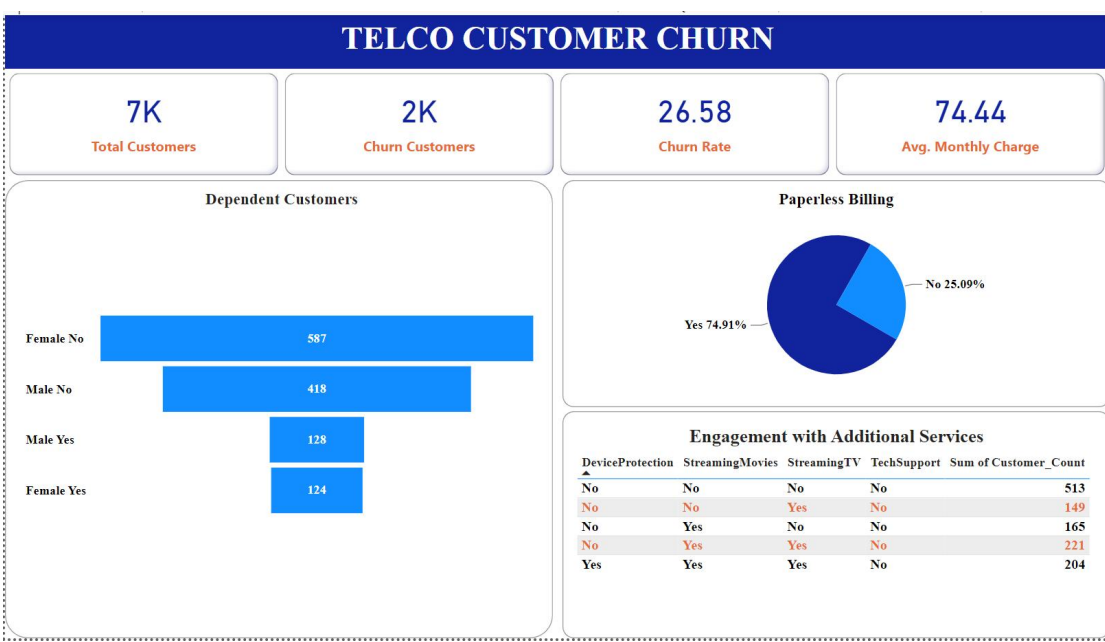 TELCO CUSTOMER CHURN
7K
Total Customers
2K
Churn Customers
26.58
Churn Rate
74.44
Avg. Monthly Charge
Dependent Customers
Female No 587
Male No 418
Male Yes 128
Female Yes 124
Paperless Billing
No 25.09%
Yes 74.91%
Engagement with Additional Services
DeviceProtection StreamingMovies StreamingTV TechSupport Sum of Customer_Count
No No No No 513
No No Yes No 149
No Yes No No 165
No Yes Yes No 221
Yes Yes Yes No 204